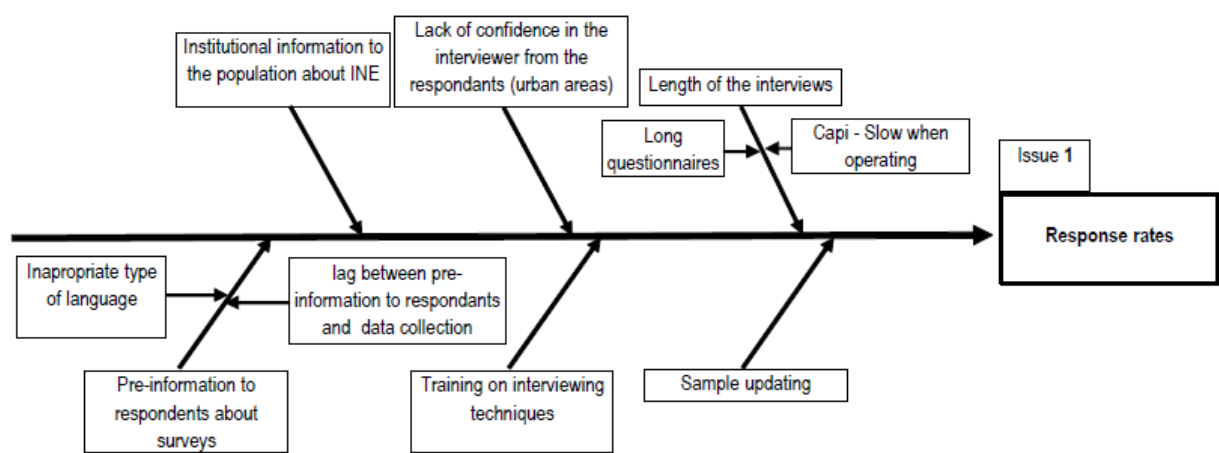 Institutional information to
the population about INE
Lack of confidence in the
interviewer from the
respondants (urban areas)
Length of the interviews
Long
questionnaires
Capi - Slow when
operating
Issue 1
Response rates
Inapropriate type
of language
lag between pre-
information to respondants
and data collection
Pre-information to
respondents about
surveys
Training on interviewing
techniques
Sample updating